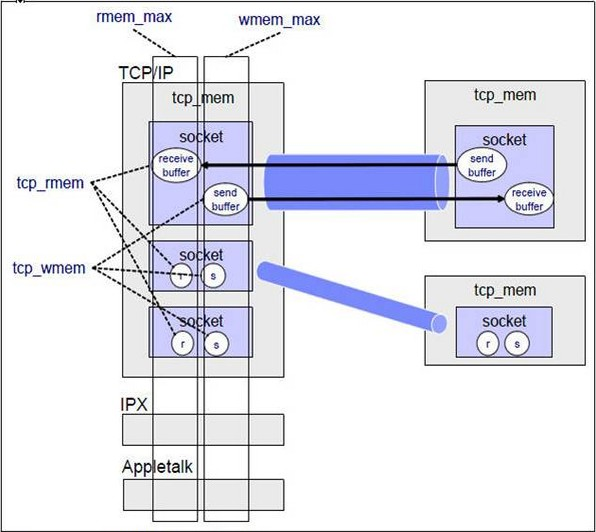 rmem_max
wmem_max
TCP/IP
tcp_mem
socket
receive
buffer
send
buffer
tcp_rmem
tcp_wmem
socket
r
s
socket
r
s
IPX
Appletalk
tcp_mem
socket
send
buffer
receive
buffer
tcp_mem
socket
r
s